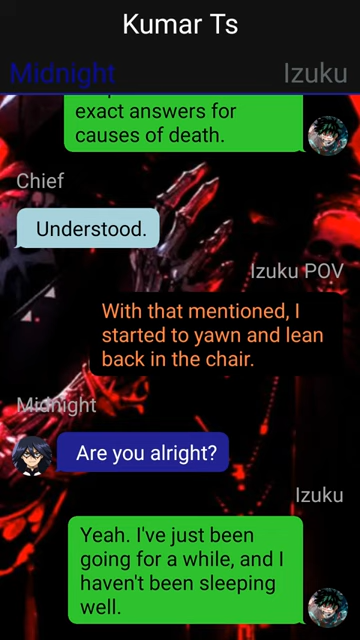 Kumar Ts
Midnight
Izuku
exact answers for
causes of death.
Chief
Understood.
Izuku POV
With that mentioned, I
started to yawn and lean
back in the chair.
Midnight
Are you alright?
Izuku
Yeah. I've just been
going for a while, and I
haven't been sleeping
well.